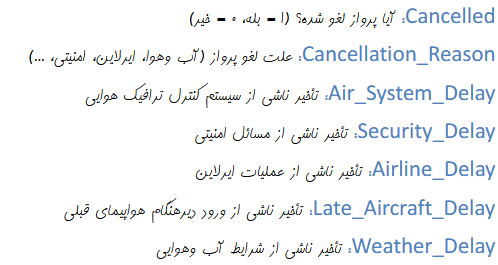 Cancelled: آیا پرواز لغو شده؟ (۱ = بله، ۰ = خیر)
Cancellation_Reason: علت لغو پرواز (آب وهوا، ایرلاین، امنیتی، ...)
Air_System_Delay: تأخیر ناشی از سیستم کنترل ترافیک هوایی
Security_Delay: تأخیر ناشی از مسائل امنیتی
Airline_Delay: تأخیر ناشی از عملیات ایرلاین
Late_Aircraft_Delay: تأخیر ناشی از ورود دیرهنگام هواپیمای قبلی
Weather_Delay: تأخیر ناشی از شرایط آب وهوایی